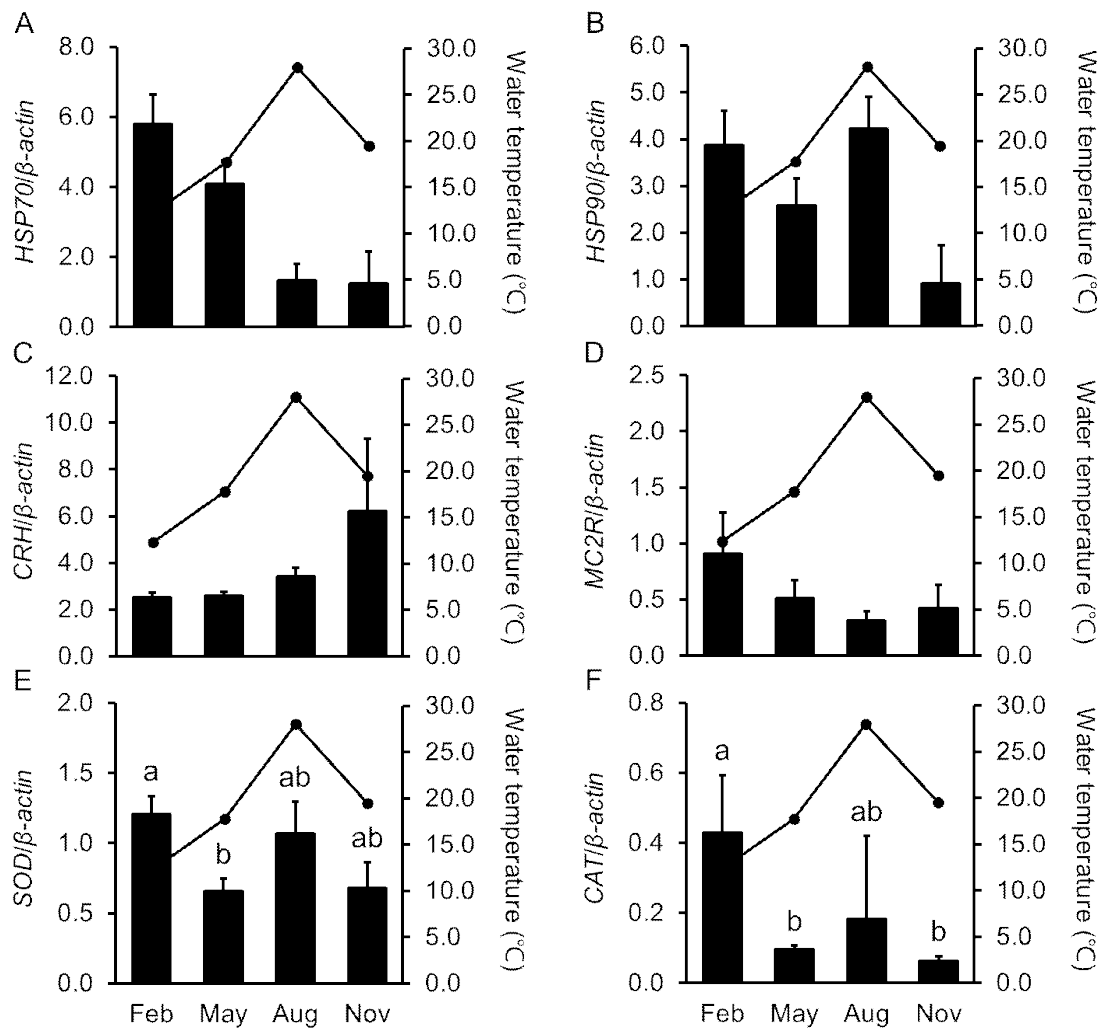 A
8.0
6.0
4.0
2.0
0.0
HSP70/β-actin
30.0
25.0
20.0
15.0
10.0
5.0
0.0
Water temperature (℃)
B
6.0
5.0
4.0
3.0
2.0
1.0
0.0
HSP90/β-actin
30.0
25.0
20.0
15.0
10.0
5.0
0.0
Water temperature (℃)
C
12.0
10.0
8.0
6.0
4.0
2.0
0.0
CRH/β-actin
30.0
25.0
20.0
15.0
10.0
5.0
0.0
Water temperature (℃)
D
2.5
2.0
1.5
1.0
0.5
0.0
MC2R/β-actin
30.0
25.0
20.0
15.0
10.0
5.0
0.0
Water temperature (℃)
E
2.0
1.5
1.0
0.5
0.0
SOD/β-actin
a
b
ab
ab
30.0
25.0
20.0
15.0
10.0
5.0
0.0
Water temperature (℃)
Feb May Aug Nov
F
0.8
0.6
0.4
0.2
0.0
CAT/β-actin
a
b
ab
b
30.0
25.0
20.0
15.0
10.0
5.0
0.0
Water temperature (℃)
Feb May Aug Nov